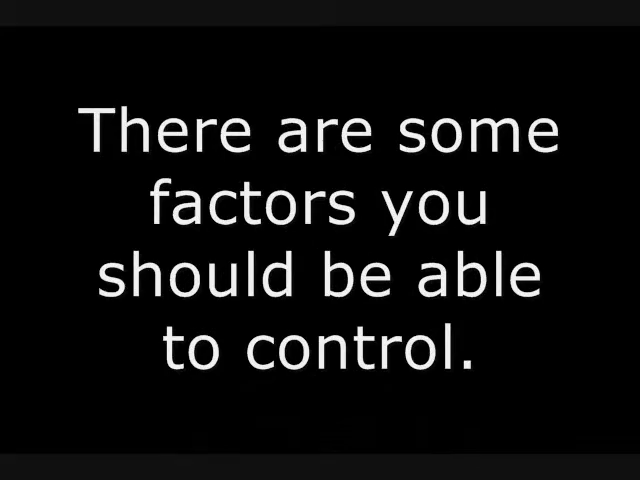 There are some
factors you
should be able
to control.